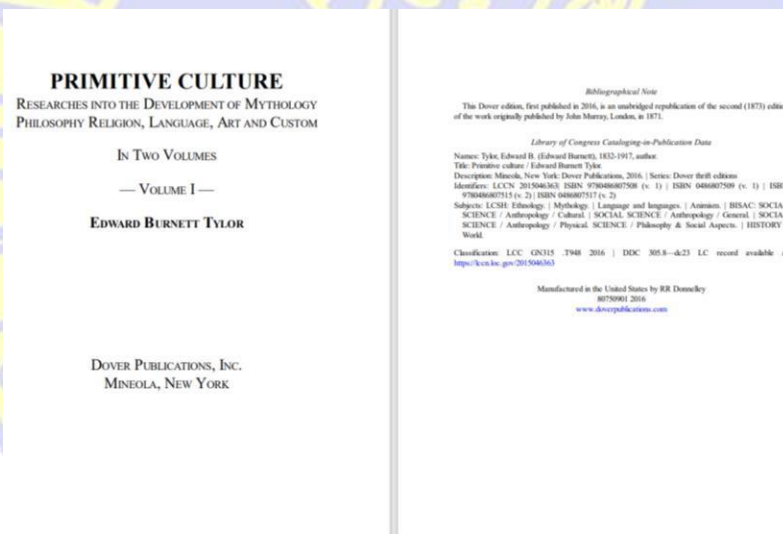 PRIMITIVE CULTURE
RESEARCHES INTO THE DEVELOPMENT OF MYTHOLOGY
PHILOSOPHY RELIGION, LANGUAGE, ART AND CUSTOM
IN TWO VOLUMES
— VOLUME I —
EDWARD BURNETT TYLOR
DOVER PUBLICATIONS, INC.
MINEOLA, NEW YORK
Bibliographical Note
This Dover edition, first published in 2016, is an unabridged republication of the second (1873) editi
of the work originally published by John Murray, London, in 1871.
Library of Congress Cataloging-in-Publication Data
Names: Tylor, Edward B. (Edward Burnett), 1832-1917, author.
Title: Primitive culture / Edward Burnett Tylor.
Description: Mineola, New York: Dover Publications, 2016. | Series: Dover thrift editions
Identifiers: LCCN 2015046363| ISBN 9780486807508 (v. 1) | ISBN 0486807509 (v. 1) | ISB
9780486807515 (v. 2) | ISBN 0486807517 (v. 2)
Subjects: LCSH: Ethnology. | Mythology. | Language and languages. | Animism. | BISAC: SOCIA
SCIENCE / Anthropology / Cultural. | SOCIAL SCIENCE / Anthropology / General. | SOCIA
SCIENCE / Anthropology / Physical. SCIENCE / Philosophy & Social Aspects. | HISTORY
World.
Classification: LCC GN315 .T948 2016 | DDC 305.8—dc23 LC record available
https://lccn.loc.gov/2015046363
Manufactured in the United States by RR Donnelley
80750901 2016
www.doverpublications.com